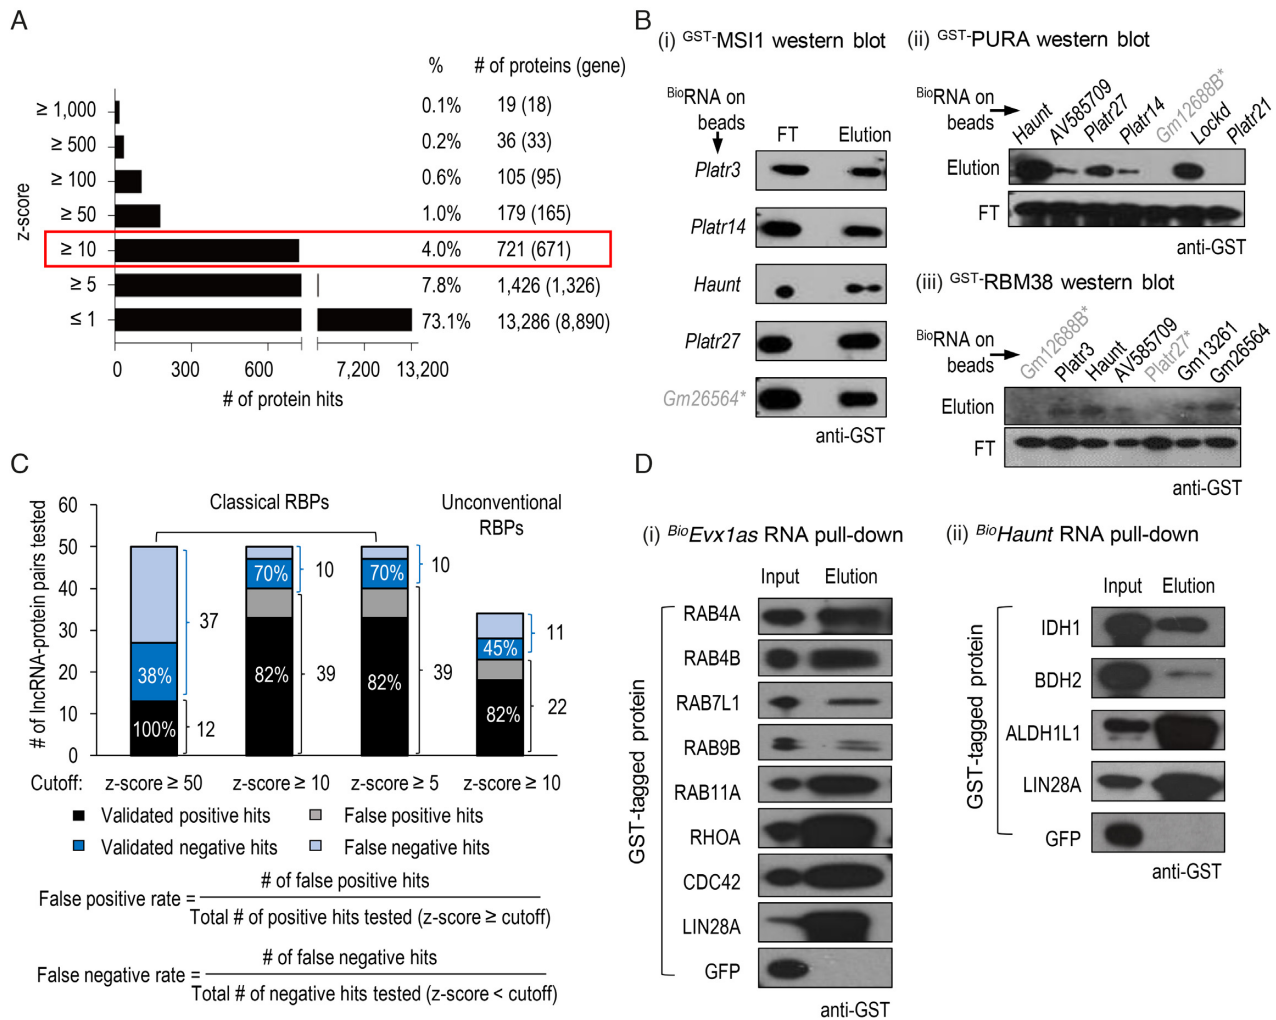 A
% # of proteins (gene)
≥ 1,000 0.1% 19 (18)
≥ 500 0.2% 36 (33)
≥ 100 0.6% 105 (95)
≥ 50 1.0% 179 (165)
≥ 10 4.0% 721 (671)
≥ 5 7.8% 1,426 (1,326)
≤ 1 73.1% 13,286 (8,890)
z-score
0 300 600 7,200 13,200
# of protein hits
B
(i) GST-MSI1 western blot
BioRNA on
beads
FT Elution
Platr3
Platr14
Haunt
Platr27
Gm26564*
anti-GST
(ii) GST-PURA western blot
BioRNA on
beads
Haunt AV585709 Platr27 Platr14 Gm12688B* Lockd Platr21
Elution
FT
anti-GST
(iii) GST-RBM38 western blot
BioRNA on
beads
Gm12688B* Platr3 Haunt AV585709 Platr27* Gm13261 Gm26564
Elution
FT
anti-GST
C
# of lncRNA-protein pairs tested
60
50
40
30
20
10
0
Classical RBPs
Unconventional
RBPs
38% 100% 37 12
70% 82% 10 39
70% 82% 10 39
45% 82% 11 22
Cutoff: z-score ≥ 50 z-score ≥ 10 z-score ≥ 5 z-score ≥ 10
Validated positive hits False positive hits
Validated negative hits False negative hits
False positive rate =
# of false positive hits
Total # of positive hits tested (z-score ≥ cutoff)
False negative rate =
# of false negative hits
Total # of negative hits tested (z-score < cutoff)
D
(i) BioEvx1as RNA pull-down
Input Elution
GST-tagged protein
RAB4A
RAB4B
RAB7L1
RAB9B
RAB11A
RHOA
CDC42
LIN28A
GFP
anti-GST
(ii) BioHaunt RNA pull-down
Input Elution
GST-tagged protein
IDH1
BDH2
ALDH1L1
LIN28A
GFP
anti-GST